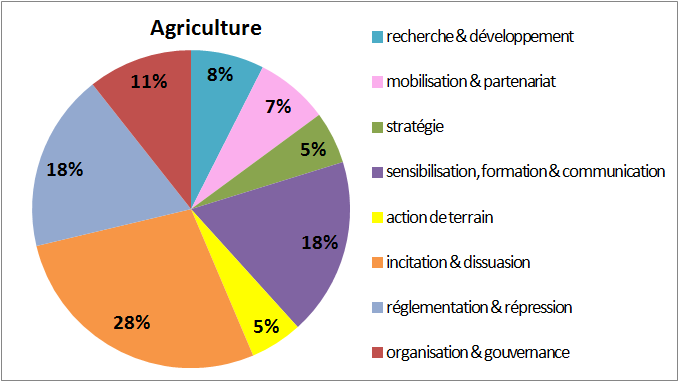 Agriculture
8%
7%
5%
18%
5%
28%
18%
11%
recherche & développement
mobilisation & partenariat
stratégie
sensibilisation, formation & communication
action de terrain
incitation & dissuasion
réglementation & répression
organisation & gouvernance